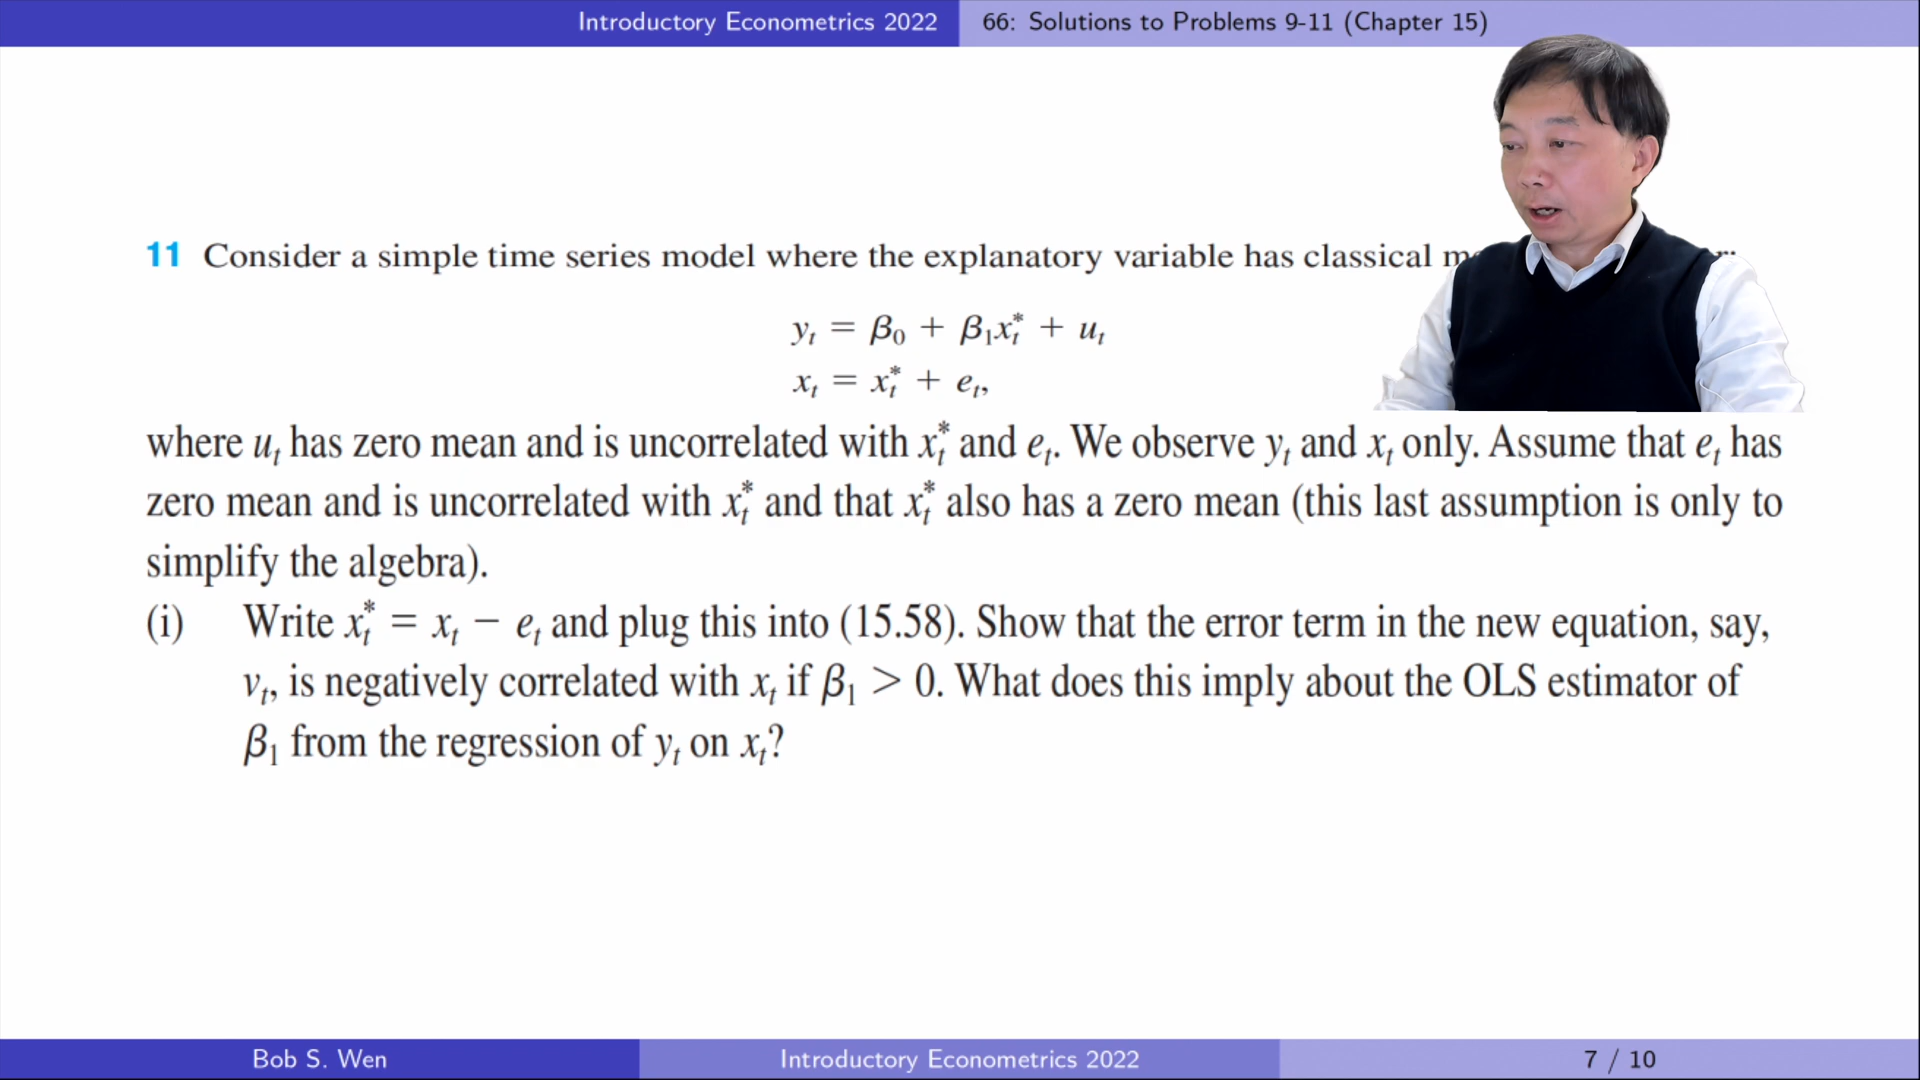 Introductory Econometrics 2022 66: Solutions to Problems 9-11 (Chapter 15)
11 Consider a simple time series model where the explanatory variable has classical
yₜ = β₀ + β₁xₜ* + uₜ
xₜ = xₜ* + eₜ,
where uₜ has zero mean and is uncorrelated with xₜ* and eₜ. We observe yₜ and xₜ only. Assume that eₜ has
zero mean and is uncorrelated with xₜ* and that xₜ* also has a zero mean (this last assumption is only to
simplify the algebra).
(i) Write xₜ* = xₜ − eₜ and plug this into (15.58). Show that the error term in the new equation, say,
vₜ, is negatively correlated with xₜ if β₁ > 0. What does this imply about the OLS estimator of
β₁ from the regression of yₜ on xₜ?
Bob S. Wen Introductory Econometrics 2022 7 / 10